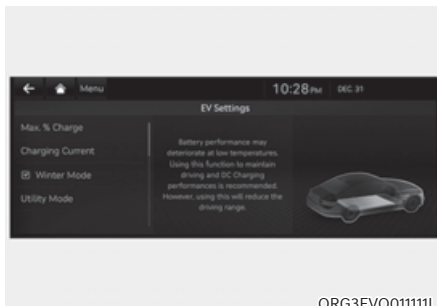 Menu 10:28 PM DEC. 31
EV Settings
Max. % Charge
Charging Current
Winter Mode
Utility Mode
Battery performance may
deteriorate at low temperatures.
Using this function to maintain
driving and DC Charging
performances is recommended.
However, using this will reduce the
driving range.
ORG3EVQ011111L